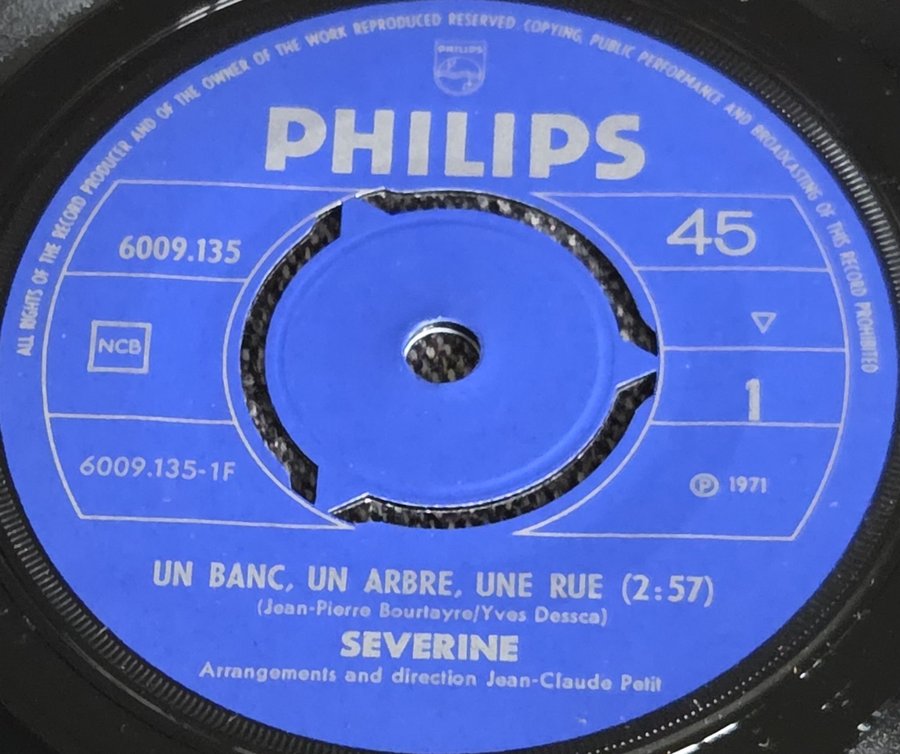 ALL RIGHTS OF THE RECORD PRODUCER AND OF THE OWNER OF THE WORK REPRODUCED RESERVED. COPYING, PUBLIC PERFORMANCE AND BROADCASTING OF THIS RECORD PROHIBITED
PHILIPS
PHILIPS
6009.135
45
NCB
▽
1
6009.135-1F
Ⓟ 1971
UN BANC, UN ARBRE, UNE RUE (2:57)
(Jean-Pierre Bourtayre/Yves Dessca)
SEVERINE
Arrangements and direction Jean-Claude Petit